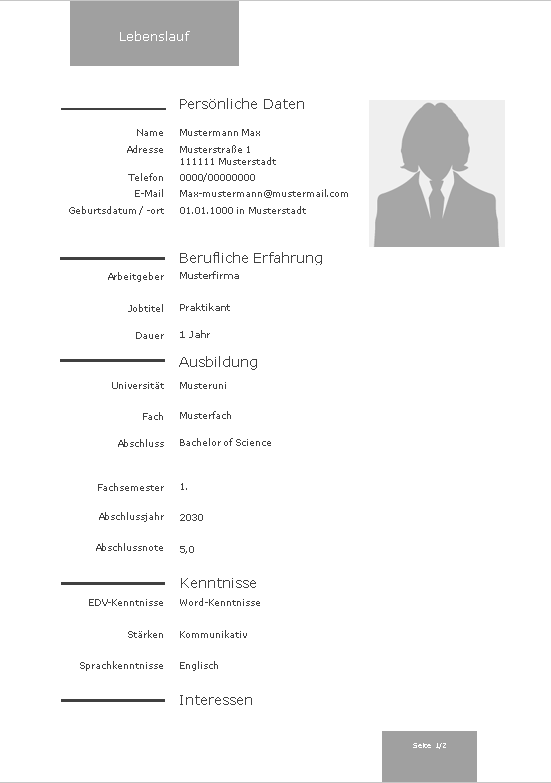 Lebenslauf
Persönliche Daten
Name Mustermann Max
Adresse Musterstraße 1
111111 Musterstadt
Telefon 0000/00000000
E-Mail Max-mustermann@mustermail.com
Geburtsdatum / -ort 01.01.1000 in Musterstadt
Berufliche Erfahrung
Arbeitgeber Musterfirma
Jobtitel Praktikant
Dauer 1 Jahr
Ausbildung
Universität Musteruni
Fach Musterfach
Abschluss Bachelor of Science
Fachsemester 1.
Abschlussjahr 2030
Abschlussnote 5,0
Kenntnisse
EDV-Kenntnisse Word-Kenntnisse
Stärken Kommunikativ
Sprachkenntnisse Englisch
Interessen
Seite 1/2